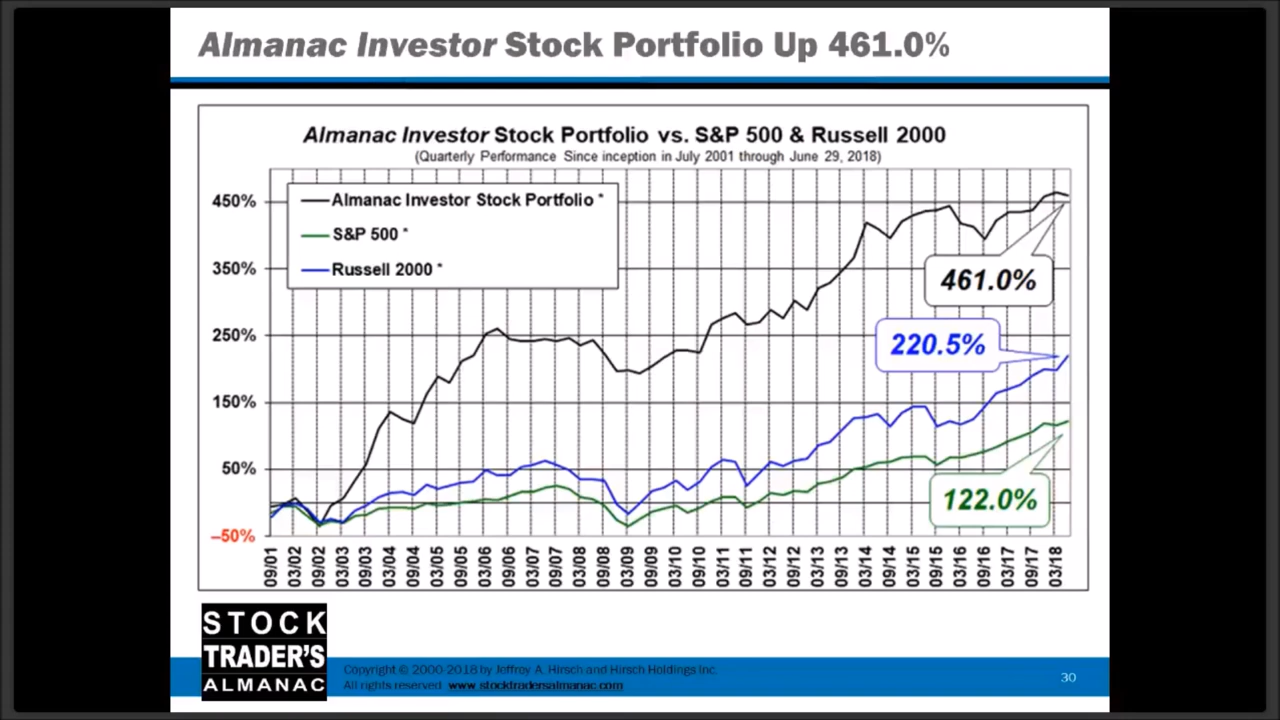 Almanac Investor Stock Portfolio Up 461.0%
Almanac Investor Stock Portfolio vs. S&P 500 & Russell 2000
(Quarterly Performance Since inception in July 2001 through June 29, 2018)
450%
350%
250%
150%
50%
–50%
Almanac Investor Stock Portfolio *
S&P 500 *
Russell 2000 *
461.0%
220.5%
122.0%
09/01 03/02 09/02 03/03 09/03 03/04 09/04 03/05 09/05 03/06 09/06 03/07 09/07 03/08 09/08 03/09 09/09 03/10 09/10 03/11 09/11 03/12 09/12 03/13 09/13 03/14 09/14 03/15 09/15 03/16 09/16 03/17 09/17 03/18
STOCK
TRADER'S
ALMANAC
Copyright © 2000-2018 by Jeffrey A. Hirsch and Hirsch Holdings Inc.
All rights reserved. www.stocktradersalmanac.com
30